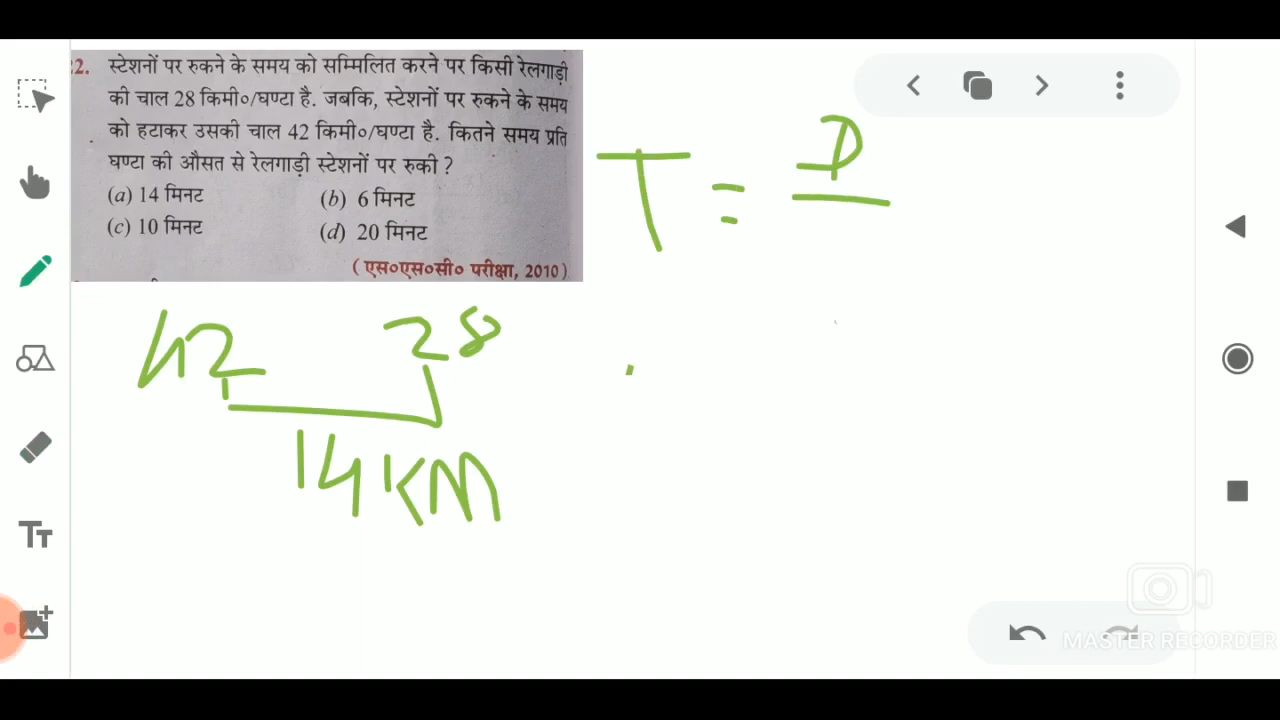 22. स्टेशनों पर रुकने के समय को सम्मिलित करने पर किसी रेलगाड़ी
की चाल 28 किमी०/घण्टा है. जबकि, स्टेशनों पर रुकने के समय
को हटाकर उसकी चाल 42 किमी०/घण्टा है. कितने समय प्रति
घण्टा की औसत से रेलगाड़ी स्टेशनों पर रुकी ?
(a) 14 मिनट (b) 6 मिनट
(c) 10 मिनट (d) 20 मिनट
(एस०एस०सी० परीक्षा, 2010)
T = D
42 28
14 KM
Tт
MASTER RECORDER